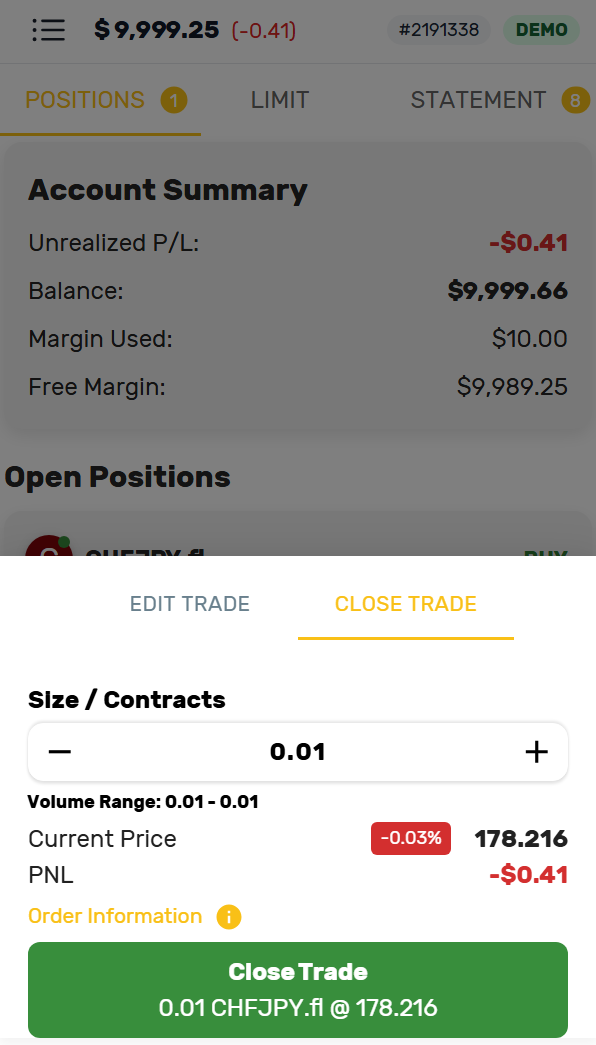 $ 9,999.25 (-0.41) #2191338 DEMO
POSITIONS 1 LIMIT STATEMENT 8
Account Summary
Unrealized P/L: -$0.41
Balance: $9,999.66
Margin Used: $10.00
Free Margin: $9,989.25
Open Positions
C CHFJPY.fl BUY
EDIT TRADE CLOSE TRADE
Size / Contracts
0.01
Volume Range: 0.01 - 0.01
Current Price -0.03% 178.216
PNL -$0.41
Order Information
Close Trade
0.01 CHFJPY.fl @ 178.216